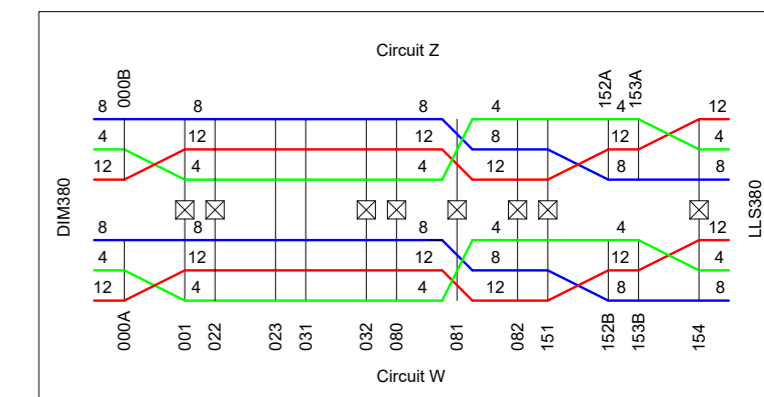 Circuit Z
000B 152A 153A
8 8 8 4 4 12
4 12 12 8 12 4
12 4 4 12 8 8
DIM380 LLS380
8 8 8 4 4 12
4 12 12 8 12 4
12 4 4 12 8 8
000A 001 022 023 031 032 080 081 082 151 152B 153B 154
Circuit W